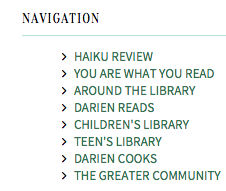 NAVIGATION
HAIKU REVIEW
YOU ARE WHAT YOU READ
AROUND THE LIBRARY
DARIEN READS
CHILDREN'S LIBRARY
TEEN'S LIBRARY
DARIEN COOKS
THE GREATER COMMUNITY